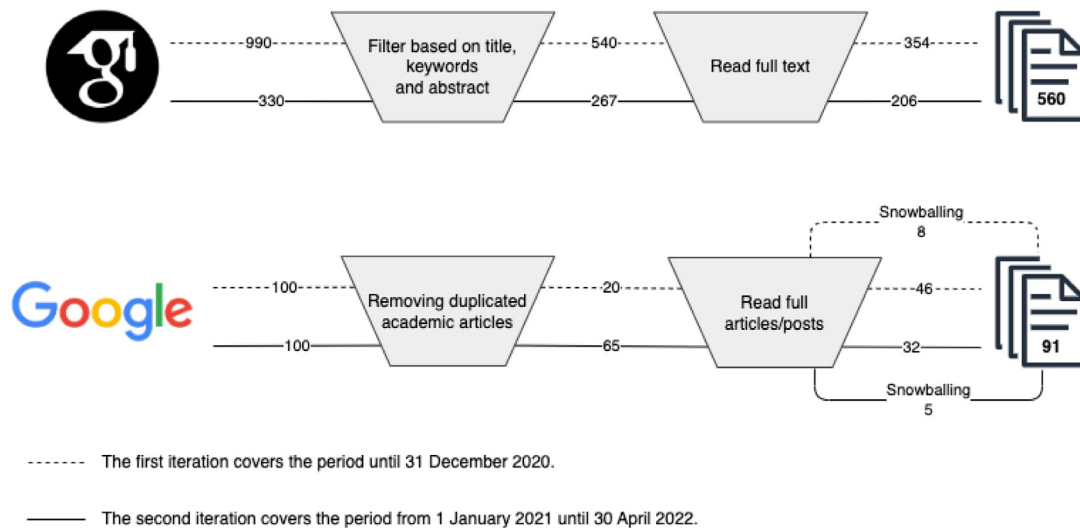 990
Filter based on title,
keywords
and abstract
540
Read full text
354
330
267
206
560
Snowballing
8
Google
100
Removing duplicated
academic articles
20
Read full
articles/posts
46
100
65
32
91
Snowballing
5
The first iteration covers the period until 31 December 2020.
The second iteration covers the period from 1 January 2021 until 30 April 2022.